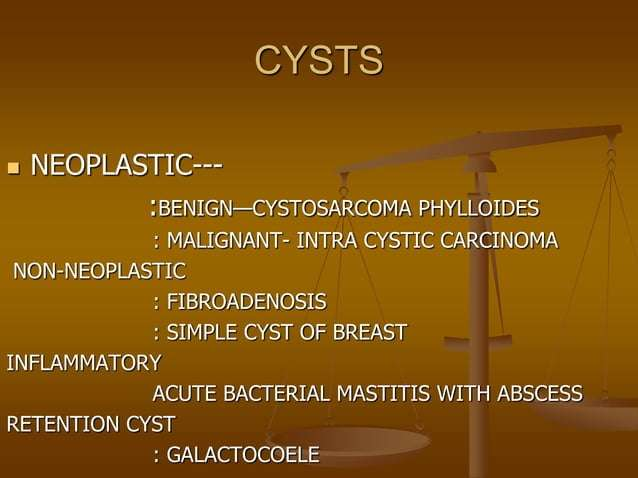 CYSTS
NEOPLASTIC---
:BENIGN—CYSTOSARCOMA PHYLLOIDES
: MALIGNANT- INTRA CYSTIC CARCINOMA
NON-NEOPLASTIC
: FIBROADENOSIS
: SIMPLE CYST OF BREAST
INFLAMMATORY
ACUTE BACTERIAL MASTITIS WITH ABSCESS
RETENTION CYST
: GALACTOCOELE